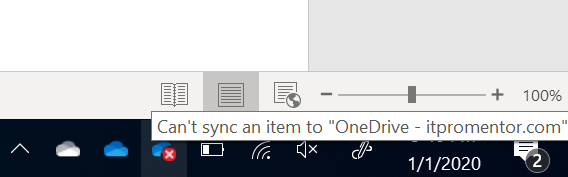 100%
Can't sync an item to "OneDrive - itpromentor.com"
1/1/2020
2